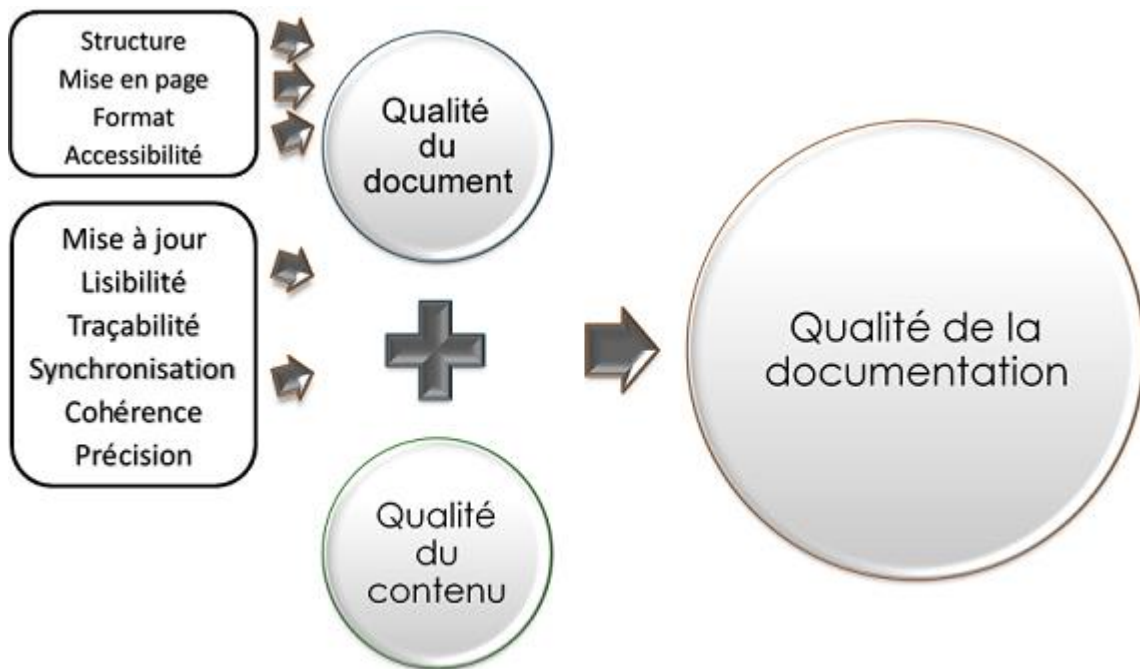 Structure
Mise en page
Format
Accessibilité
Qualité
du
document
Mise à jour
Lisibilité
Traçabilité
Synchronisation
Cohérence
Précision
Qualité
du
contenu
Qualité de la
documentation